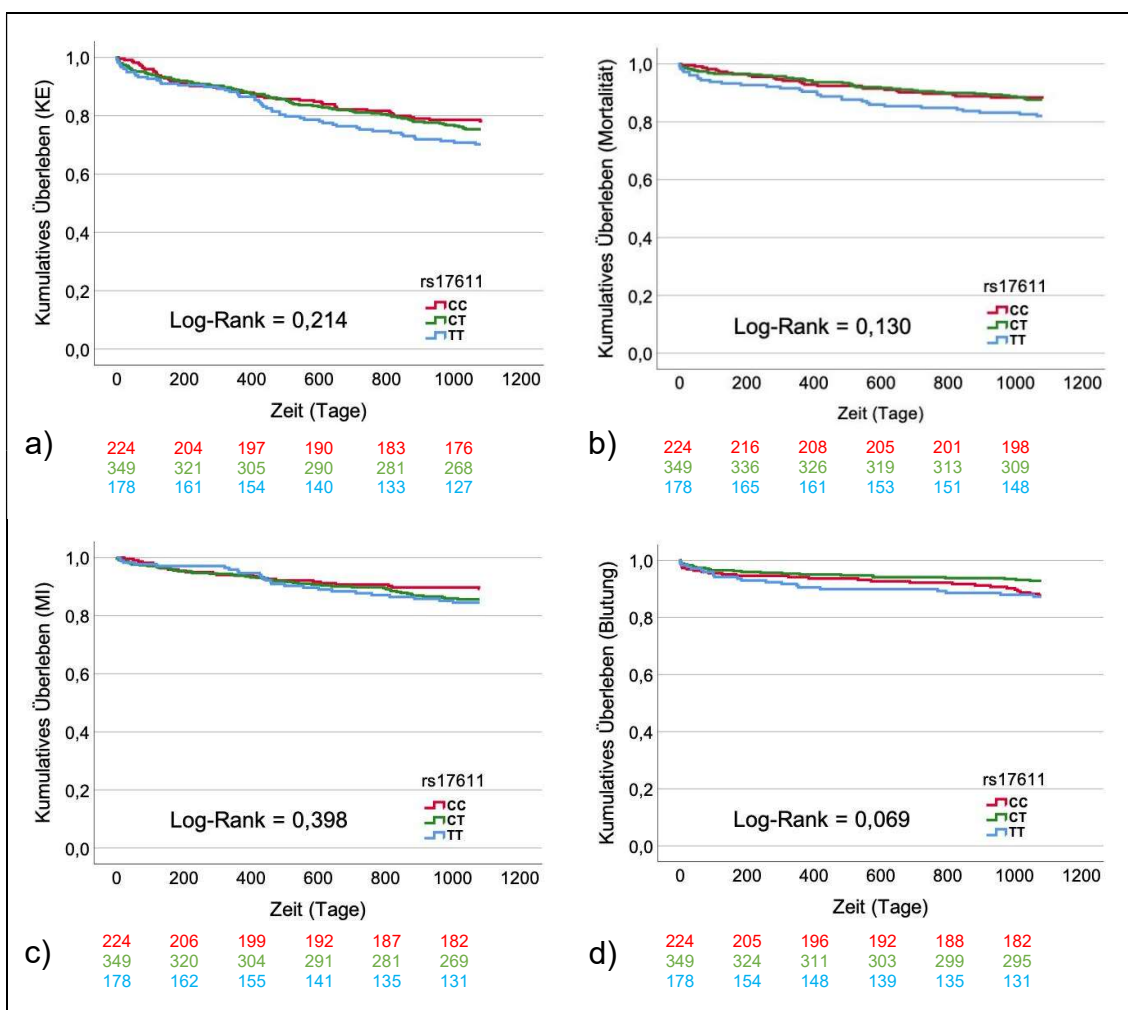 Kumulatives Überleben (KE)
1,0
0,8
0,6
0,4
0,2
0,0
rs17611
CC
CT
TT
Log-Rank = 0,214
0 200 400 600 800 1000 1200
Zeit (Tage)
a)
224 204 197 190 183 176
349 321 305 290 281 268
178 161 154 140 133 127
Kumulatives Überleben (Mortalität)
1,0
0,8
0,6
0,4
0,2
0,0
rs17611
CC
CT
TT
Log-Rank = 0,130
0 200 400 600 800 1000 1200
Zeit (Tage)
b)
224 216 208 205 201 198
349 336 326 319 313 309
178 165 161 153 151 148
Kumulatives Überleben (MI)
1,0
0,8
0,6
0,4
0,2
0,0
rs17611
CC
CT
TT
Log-Rank = 0,398
0 200 400 600 800 1000 1200
Zeit (Tage)
c)
224 206 199 192 187 182
349 320 304 291 281 269
178 162 155 141 135 131
Kumulatives Überleben (Blutung)
1,0
0,8
0,6
0,4
0,2
0,0
rs17611
CC
CT
TT
Log-Rank = 0,069
0 200 400 600 800 1000 1200
Zeit (Tage)
d)
224 205 196 192 188 182
349 324 311 303 299 295
178 154 148 139 135 131